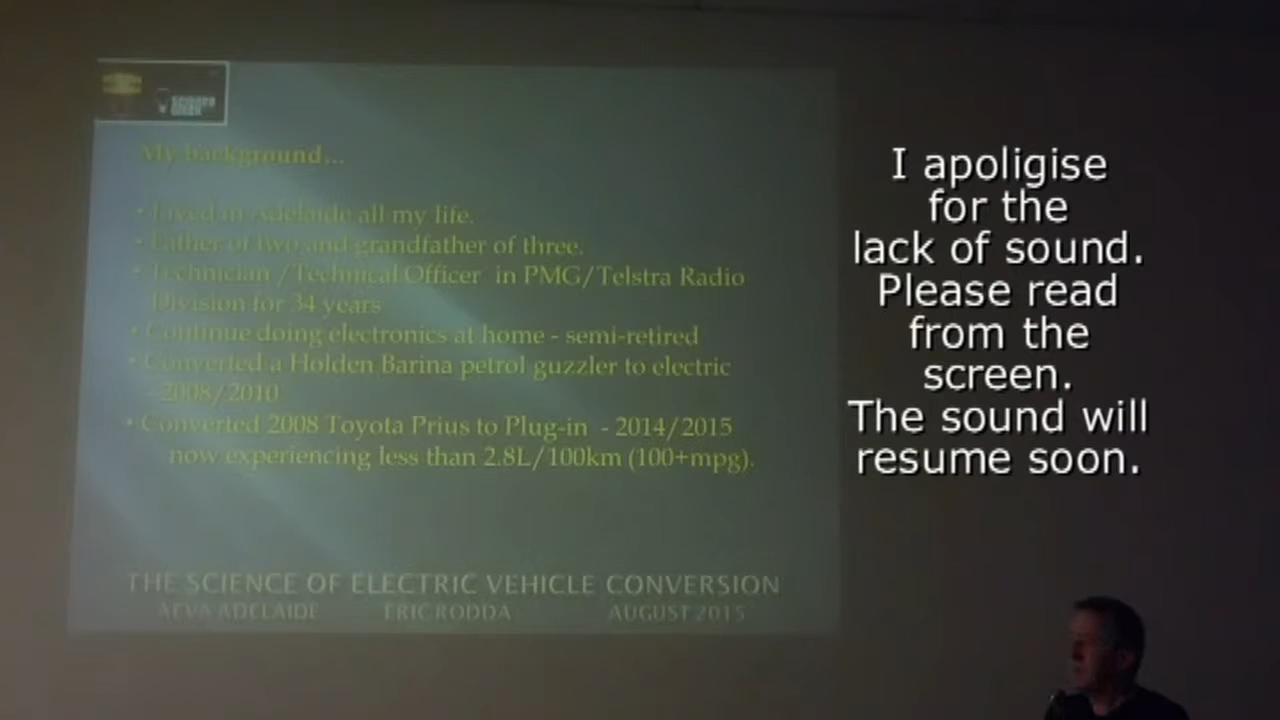 SCIENCE
WEEK
My background...
• Lived in Adelaide all my life.
• Father of two and grandfather of three.
• Technician /Technical Officer in PMG/Telstra Radio
Division for 34 years
• Continue doing electronics at home - semi-retired
• Converted a Holden Barina petrol guzzler to electric
- 2008/2010
• Converted 2008 Toyota Prius to Plug-in - 2014/2015
now experiencing less than 2.8L/100km (100+mpg).
THE SCIENCE OF ELECTRIC VEHICLE CONVERSION
AEVA ADELAIDE ERIC RODDA AUGUST 2015
I apoligise
for the
lack of sound.
Please read
from the
screen.
The sound will
resume soon.